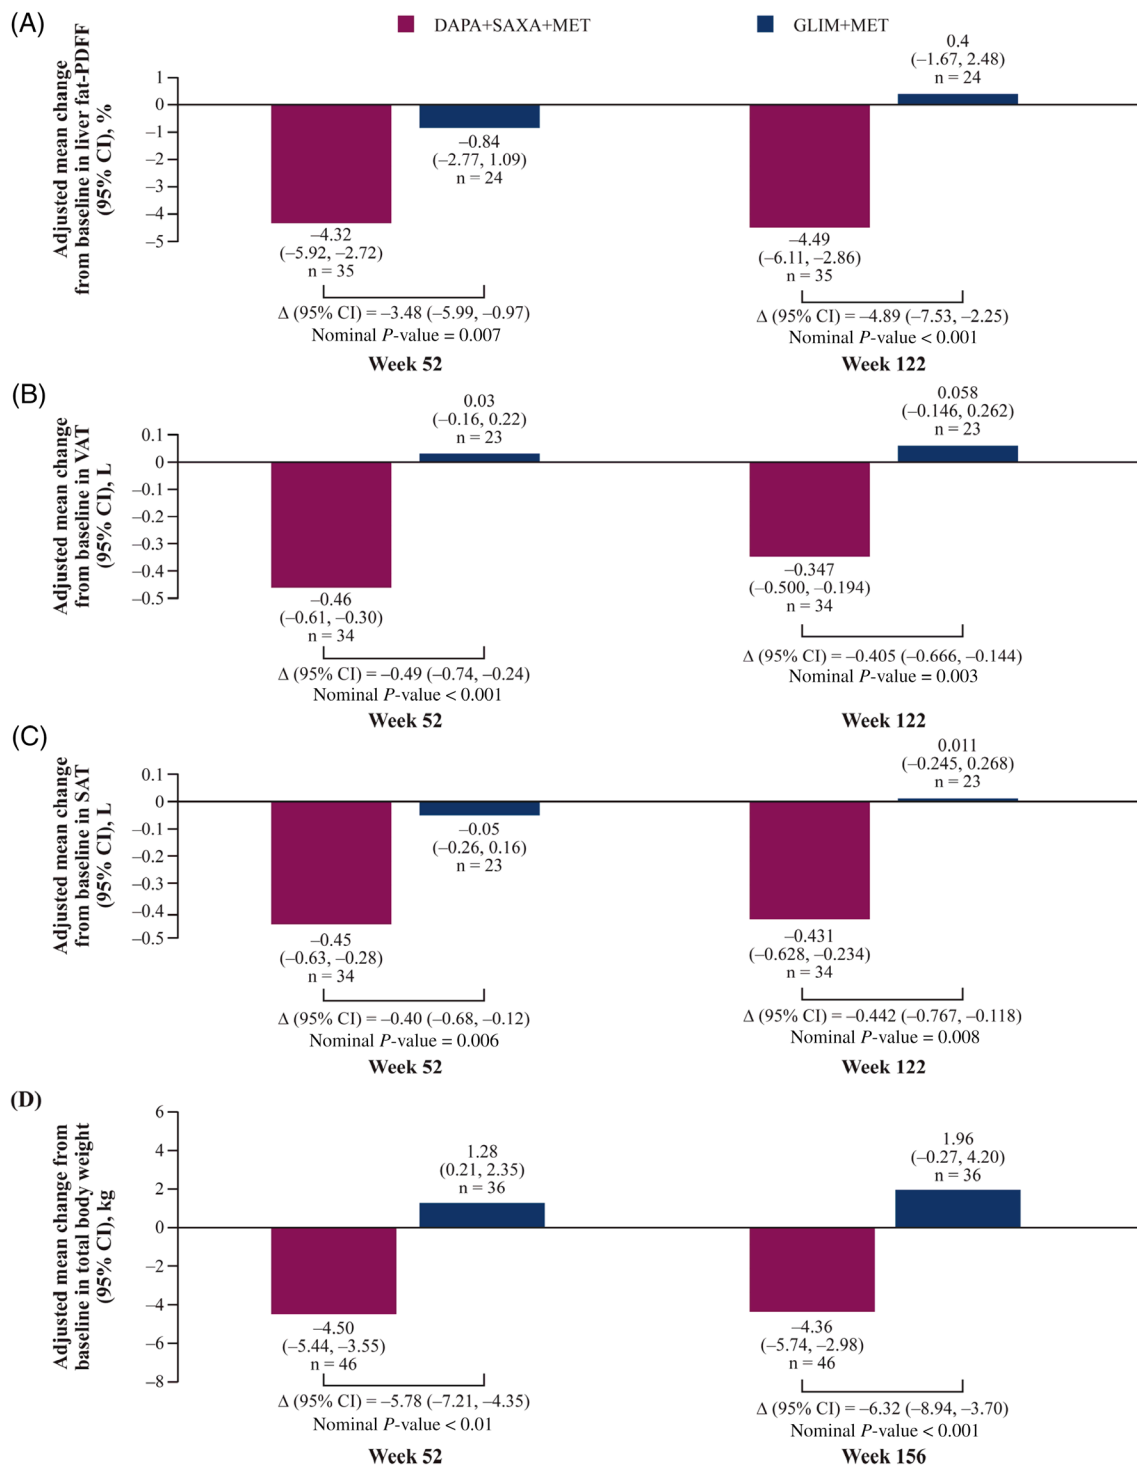 (A)
DAPA+SAXA+MET
GLIM+MET
Adjusted mean change
from baseline in liver fat-PDFF
(95% CI), %
1
0
–1
–2
–3
–4
–5
–4.32
(–5.92, –2.72)
n = 35
–0.84
(–2.77, 1.09)
n = 24
Δ (95% CI) = –3.48 (–5.99, –0.97)
Nominal P-value = 0.007
Week 52
–4.49
(–6.11, –2.86)
n = 35
0.4
(–1.67, 2.48)
n = 24
Δ (95% CI) = –4.89 (–7.53, –2.25)
Nominal P-value < 0.001
Week 122
(B)
Adjusted mean change
from baseline in VAT
(95% CI), L
0.1
0
–0.1
–0.2
–0.3
–0.4
–0.5
–0.46
(–0.61, –0.30)
n = 34
0.03
(–0.16, 0.22)
n = 23
Δ (95% CI) = –0.49 (–0.74, –0.24)
Nominal P-value < 0.001
Week 52
–0.347
(–0.500, –0.194)
n = 34
0.058
(–0.146, 0.262)
n = 23
Δ (95% CI) = –0.405 (–0.666, –0.144)
Nominal P-value = 0.003
Week 122
(C)
Adjusted mean change
from baseline in SAT
(95% CI), L
0.1
0
–0.1
–0.2
–0.3
–0.4
–0.5
–0.45
(–0.63, –0.28)
n = 34
–0.05
(–0.26, 0.16)
n = 23
Δ (95% CI) = –0.40 (–0.68, –0.12)
Nominal P-value = 0.006
Week 52
–0.431
(–0.628, –0.234)
n = 34
0.011
(–0.245, 0.268)
n = 23
Δ (95% CI) = –0.442 (–0.767, –0.118)
Nominal P-value = 0.008
Week 122
(D)
Adjusted mean change from
baseline in total body weight
(95% CI), kg
6
4
2
0
–2
–4
–6
–8
–4.50
(–5.44, –3.55)
n = 46
1.28
(0.21, 2.35)
n = 36
Δ (95% CI) = –5.78 (–7.21, –4.35)
Nominal P-value < 0.01
Week 52
–4.36
(–5.74, –2.98)
n = 46
1.96
(–0.27, 4.20)
n = 36
Δ (95% CI) = –6.32 (–8.94, –3.70)
Nominal P-value < 0.001
Week 156